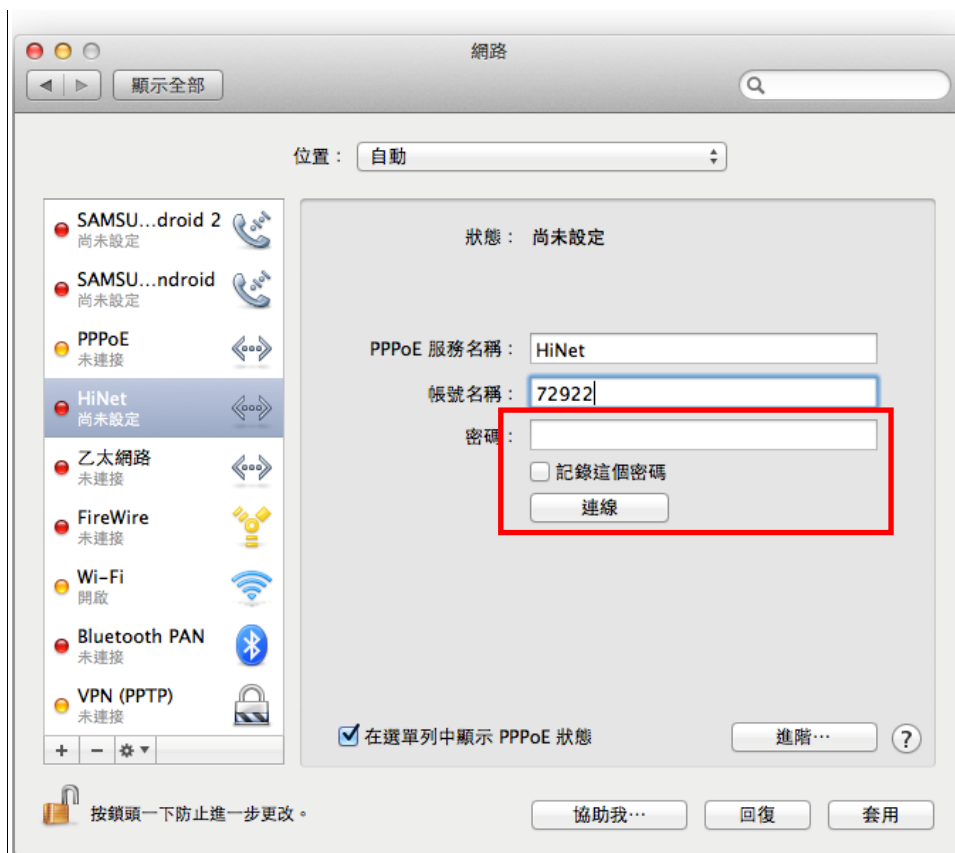 網路
顯示全部
位置： 自動
SAMSU...droid 2
尚未設定
SAMSU...ndroid
尚未設定
PPPoE
未連接
HiNet
尚未設定
乙太網路
未連接
FireWire
未連接
Wi-Fi
開啟
Bluetooth PAN
未連接
VPN (PPTP)
未連接
狀態： 尚未設定
PPPoE 服務名稱： HiNet
帳號名稱： 72922
密碼：
記錄這個密碼
連線
在選單列中顯示 PPPoE 狀態
進階⋯
?
按鎖頭一下防止進一步更改。
協助我⋯
回復
套用